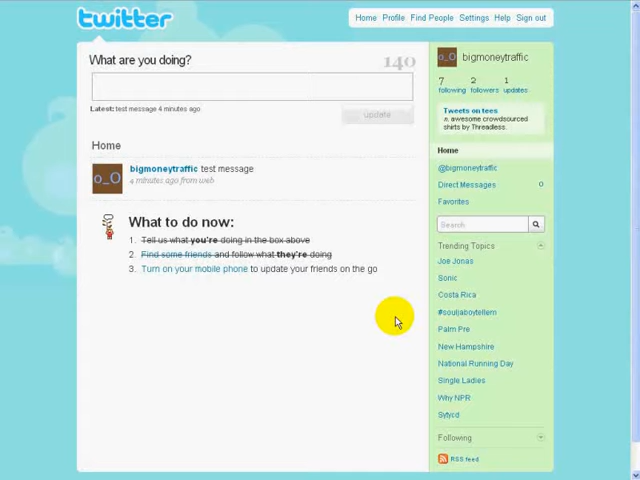 twitter
Home Profile Find People Settings Help Sign out
What are you doing?
140
Latest: test message 4 minutes ago
update
Home
bigmoneytraffic test message
4 minutes ago from web
What to do now:
1. Tell us what you're doing in the box above
2. Find some friends and follow what they're doing
3. Turn on your mobile phone to update your friends on the go
o_O bigmoneytraffic
7 2 1
following followers updates
Tweets on tees
n. awesome crowdsourced
shirts by Threadless.
Home
@bigmoneytraffic
Direct Messages 0
Favorites
Search
Trending Topics
Joe Jonas
Sonic
Costa Rica
#souljaboytellem
Palm Pre
New Hampshire
National Running Day
Single Ladies
Why NPR
Sytycd
Following
RSS feed
o_O